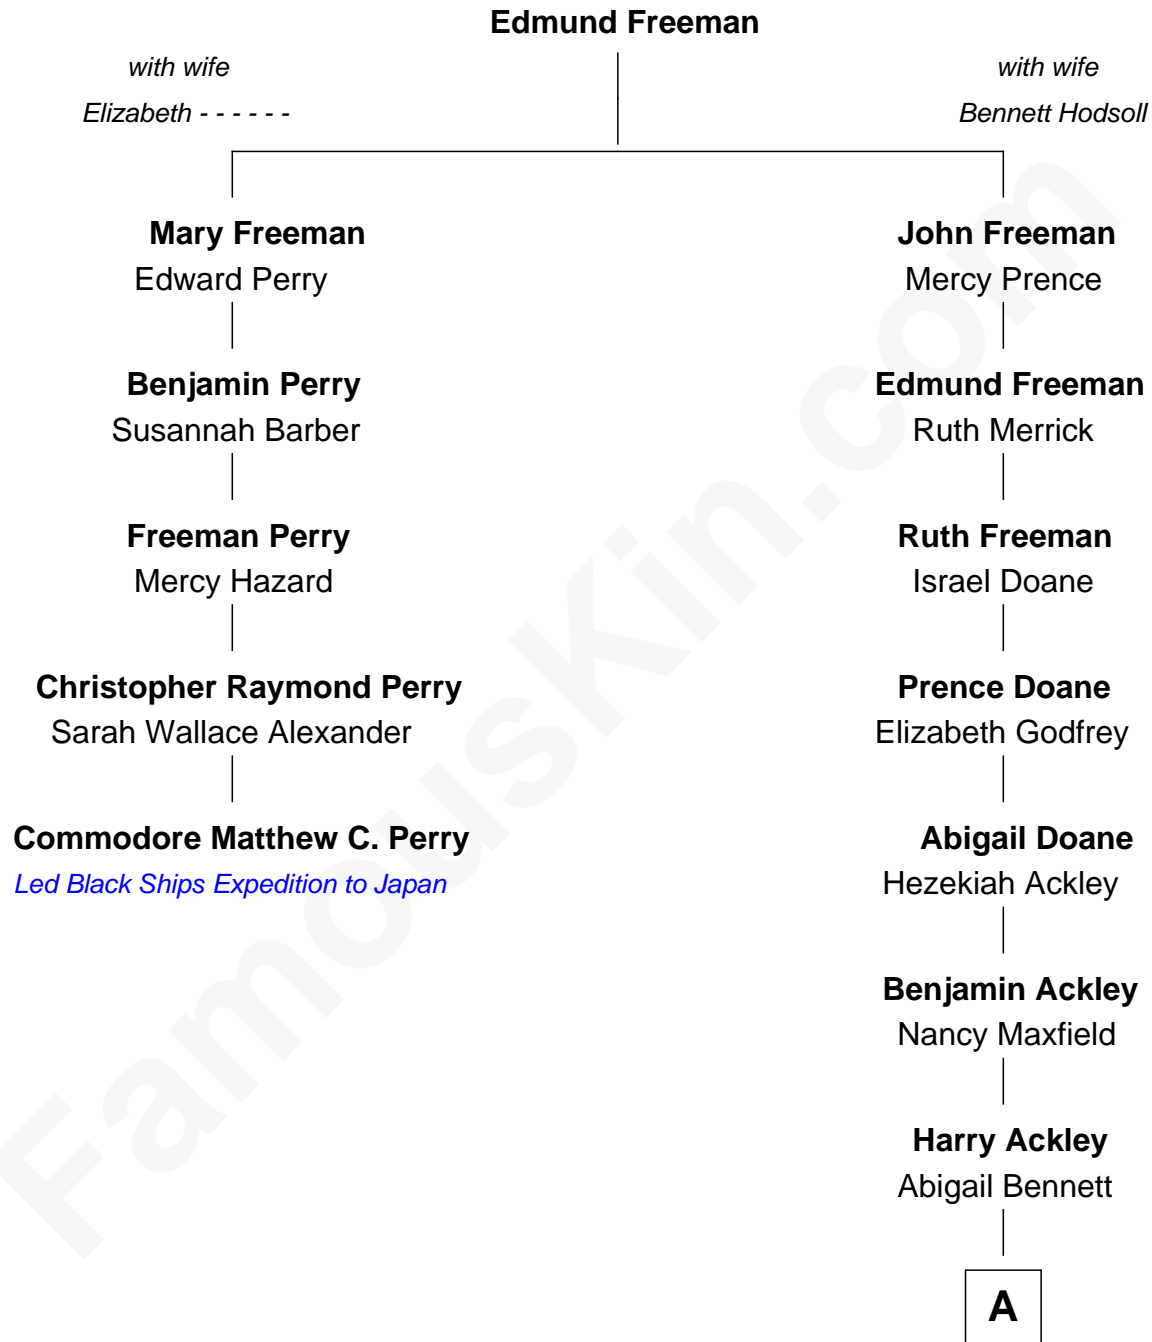 Edmund Freeman
with wife
Elizabeth - - - - - -
with wife
Bennett Hodsoll
Mary Freeman
Edward Perry
John Freeman
Mercy Prence
Benjamin Perry
Susannah Barber
Edmund Freeman
Ruth Merrick
Freeman Perry
Mercy Hazard
Ruth Freeman
Israel Doane
Christopher Raymond Perry
Sarah Wallace Alexander
Prence Doane
Elizabeth Godfrey
Commodore Matthew C. Perry
Led Black Ships Expedition to Japan
Abigail Doane
Hezekiah Ackley
Benjamin Ackley
Nancy Maxfield
Harry Ackley
Abigail Bennett
A
FamousKin.com